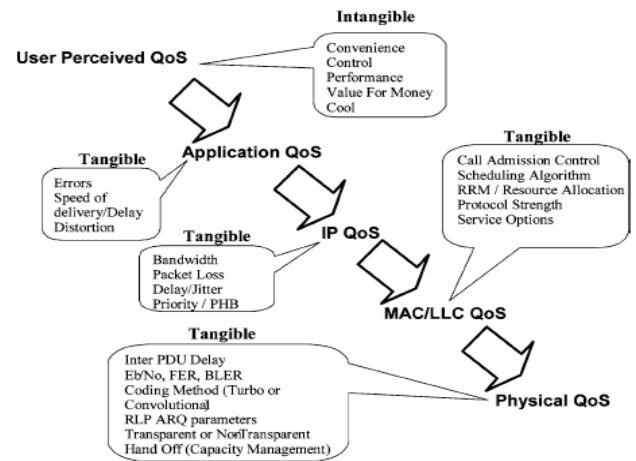 Intangible
User Perceived QoS
Convenience
Control
Performance
Value For Money
Cool
Tangible
Application QoS
Errors
Speed of
delivery/Delay
Distortion
Tangible
Call Admission Control
Scheduling Algorithm
RRM / Resource Allocation
Protocol Strength
Service Options
Tangible
IP QoS
Bandwidth
Packet Loss
Delay/Jitter
Priority / PHB
MAC/LLC QoS
Tangible
Inter PDU Delay
Eb/No, FER, BLER
Coding Method (Turbo or
Convolutional)
RLP ARQ parameters
Transparent or NonTransparent
Hand Off (Capacity Management)
Physical QoS